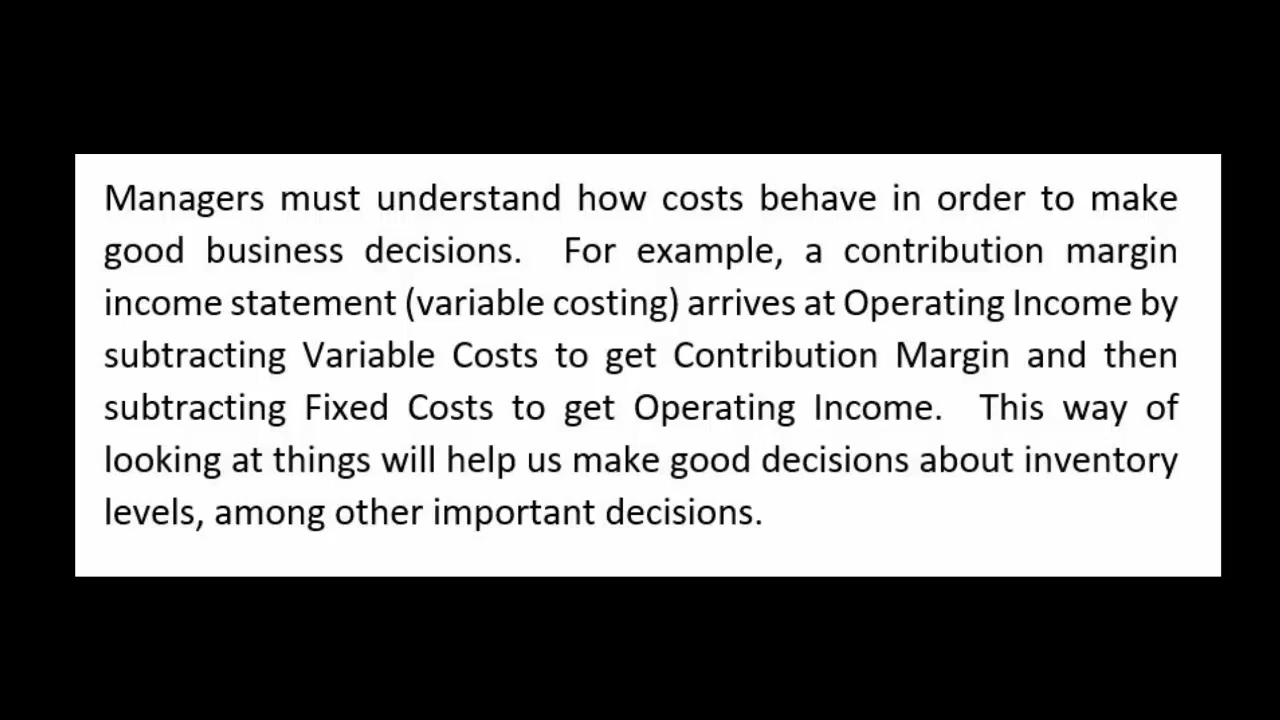 Managers must understand how costs behave in order to make
good business decisions.  For example, a contribution margin
income statement (variable costing) arrives at Operating Income by
subtracting Variable Costs to get Contribution Margin and then
subtracting Fixed Costs to get Operating Income.  This way of
looking at things will help us make good decisions about inventory
levels, among other important decisions.